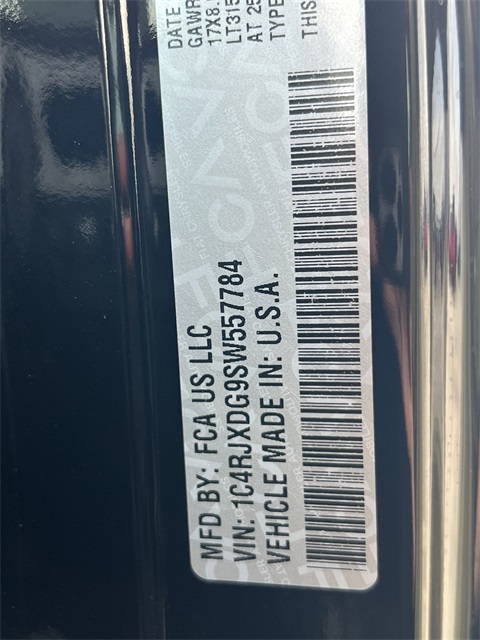 MFD BY: FCA US LLC
VIN: 1C4RJXDG9SW557784
VEHICLE MADE IN: U.S.A.
DATE
GAWR
17X8.
LT315
AT 25
TYPE
THIS